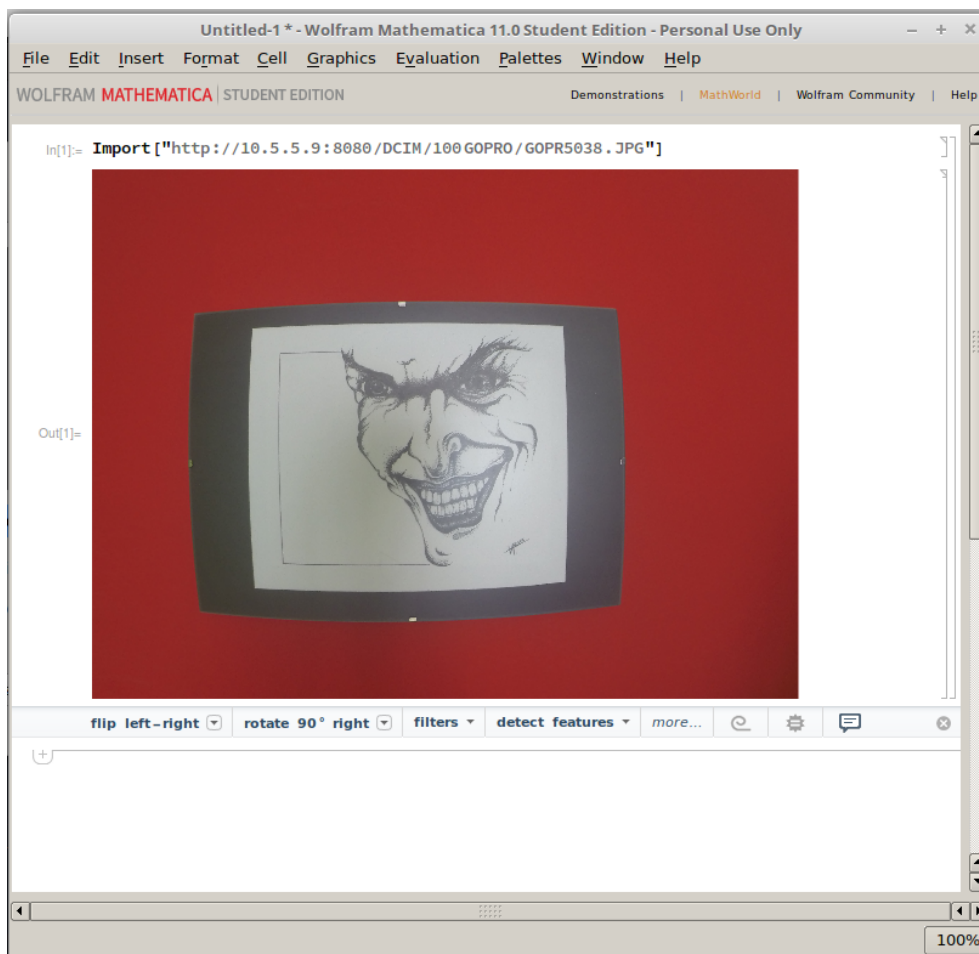 Untitled-1 * - Wolfram Mathematica 11.0 Student Edition - Personal Use Only
File Edit Insert Format Cell Graphics Evaluation Palettes Window Help
WOLFRAM MATHEMATICA | STUDENT EDITION Demonstrations | MathWorld | Wolfram Community | Help
In[1]:= Import["http://10.5.5.9:8080/DCIM/100GOPRO/GOPR5038.JPG"]
Out[1]=
flip left-right rotate 90° right filters detect features more...
100%